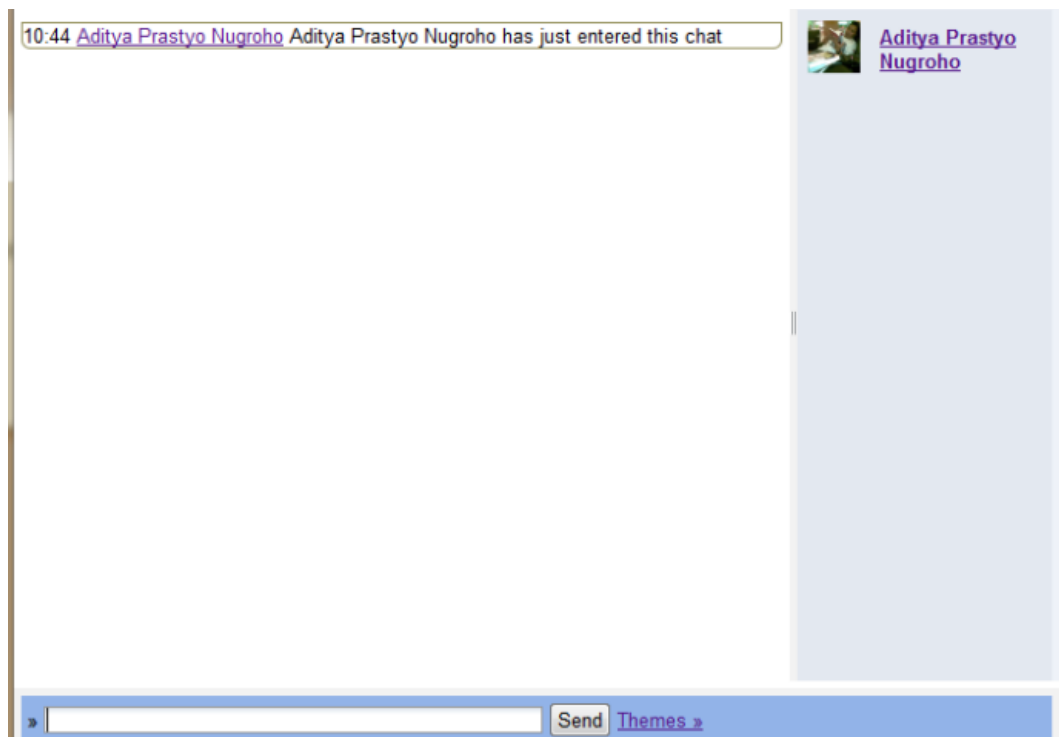 10:44 Aditya Prastyo Nugroho Aditya Prastyo Nugroho has just entered this chat
Aditya Prastyo
Nugroho
» Send Themes »